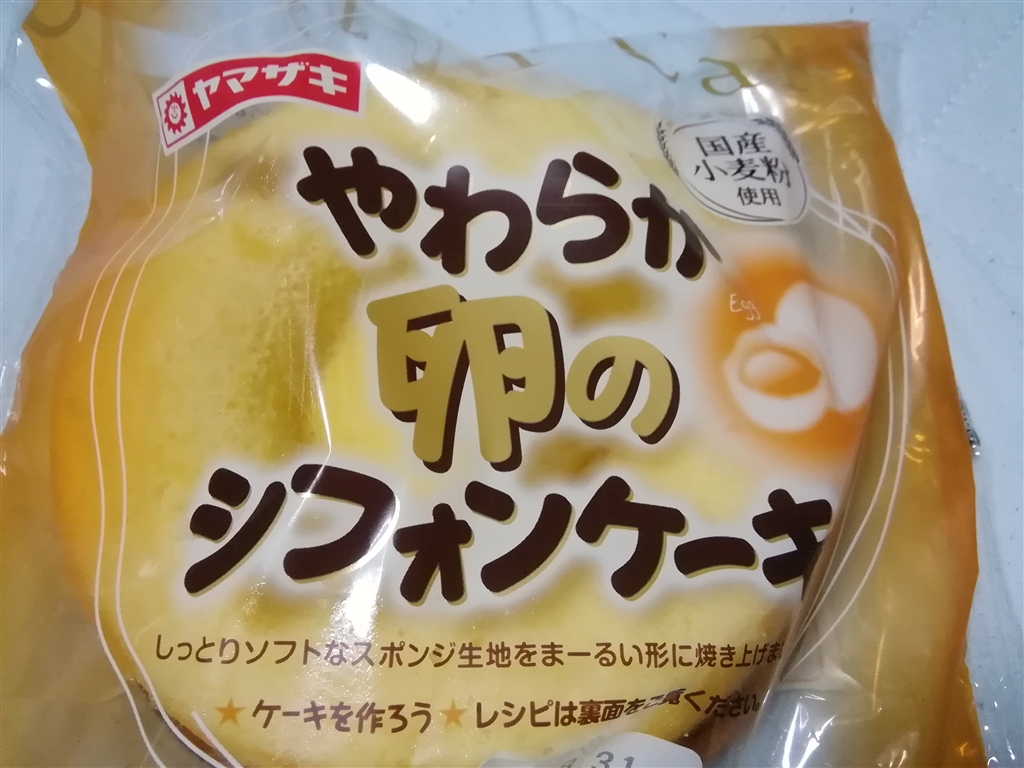 ヤマザキ
国産
小麦粉
使用
やわらか
卵の
Egg
シフォンケーキ
しっとりソフトなスポンジ生地をまーるい形に焼き上げま
★ケーキを作ろう★レシピは裏面をご覧ください。
31